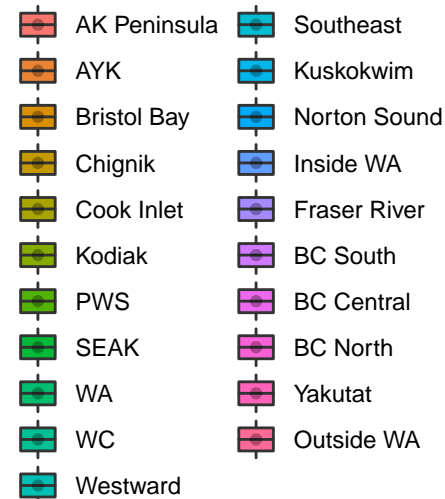 AK Peninsula
AYK
Bristol Bay
Chignik
Cook Inlet
Kodiak
PWS
SEAK
WA
WC
Westward
Southeast
Kuskokwim
Norton Sound
Inside WA
Fraser River
BC South
BC Central
BC North
Yakutat
Outside WA